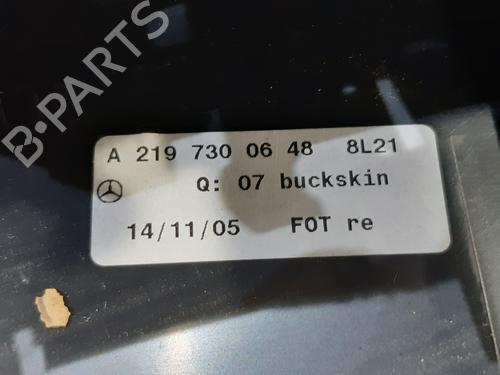 B-PARTS
A 219 730 06 48 8L21
Q: 07 buckskin
14/11/05 FOT re